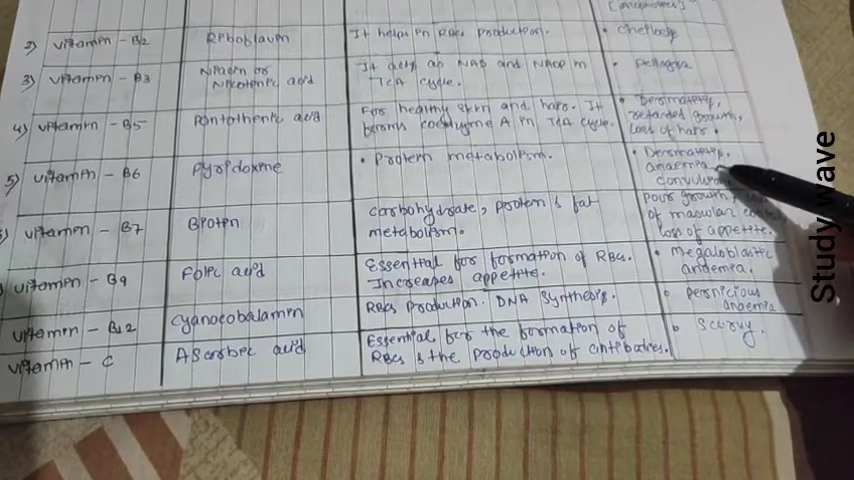 [alcoholics]
2) Vitamin - B2 Riboflavin It helps in RBCs production. • Cheilosis
3) Vitamin - B3 Niacin or It acts as NAD and NADP in • Pellagra
Nicotinic acid TCA cycle.
4) Vitamin - B5 Pantothenic acid For healthy skin and hair. It • Dermatitis,
forms coenzyme A in TCA cycle. retarded growth,
loss of hair.
5) Vitamin - B6 Pyridoxine • Protein metabolism. • Dermatitis,
anaemia
Vitamin - B7 Biotin carbohydrate, protein & fat Poor growth,
metabolism. of mascular
loss of appetite.
Vitamin - B9 Folic acid Essential for formation of RBCs. • Megaloblastic
Increases appetite. andemia.
Vitamin - B12 cyanocobalamin RBCs Production. DNA Synthesis. • Pernicious
anaemia
Vitamin - C Ascorbic acid Essential for the formation of • Scurvy.
RBCs & the production of antibodies.
Study wave